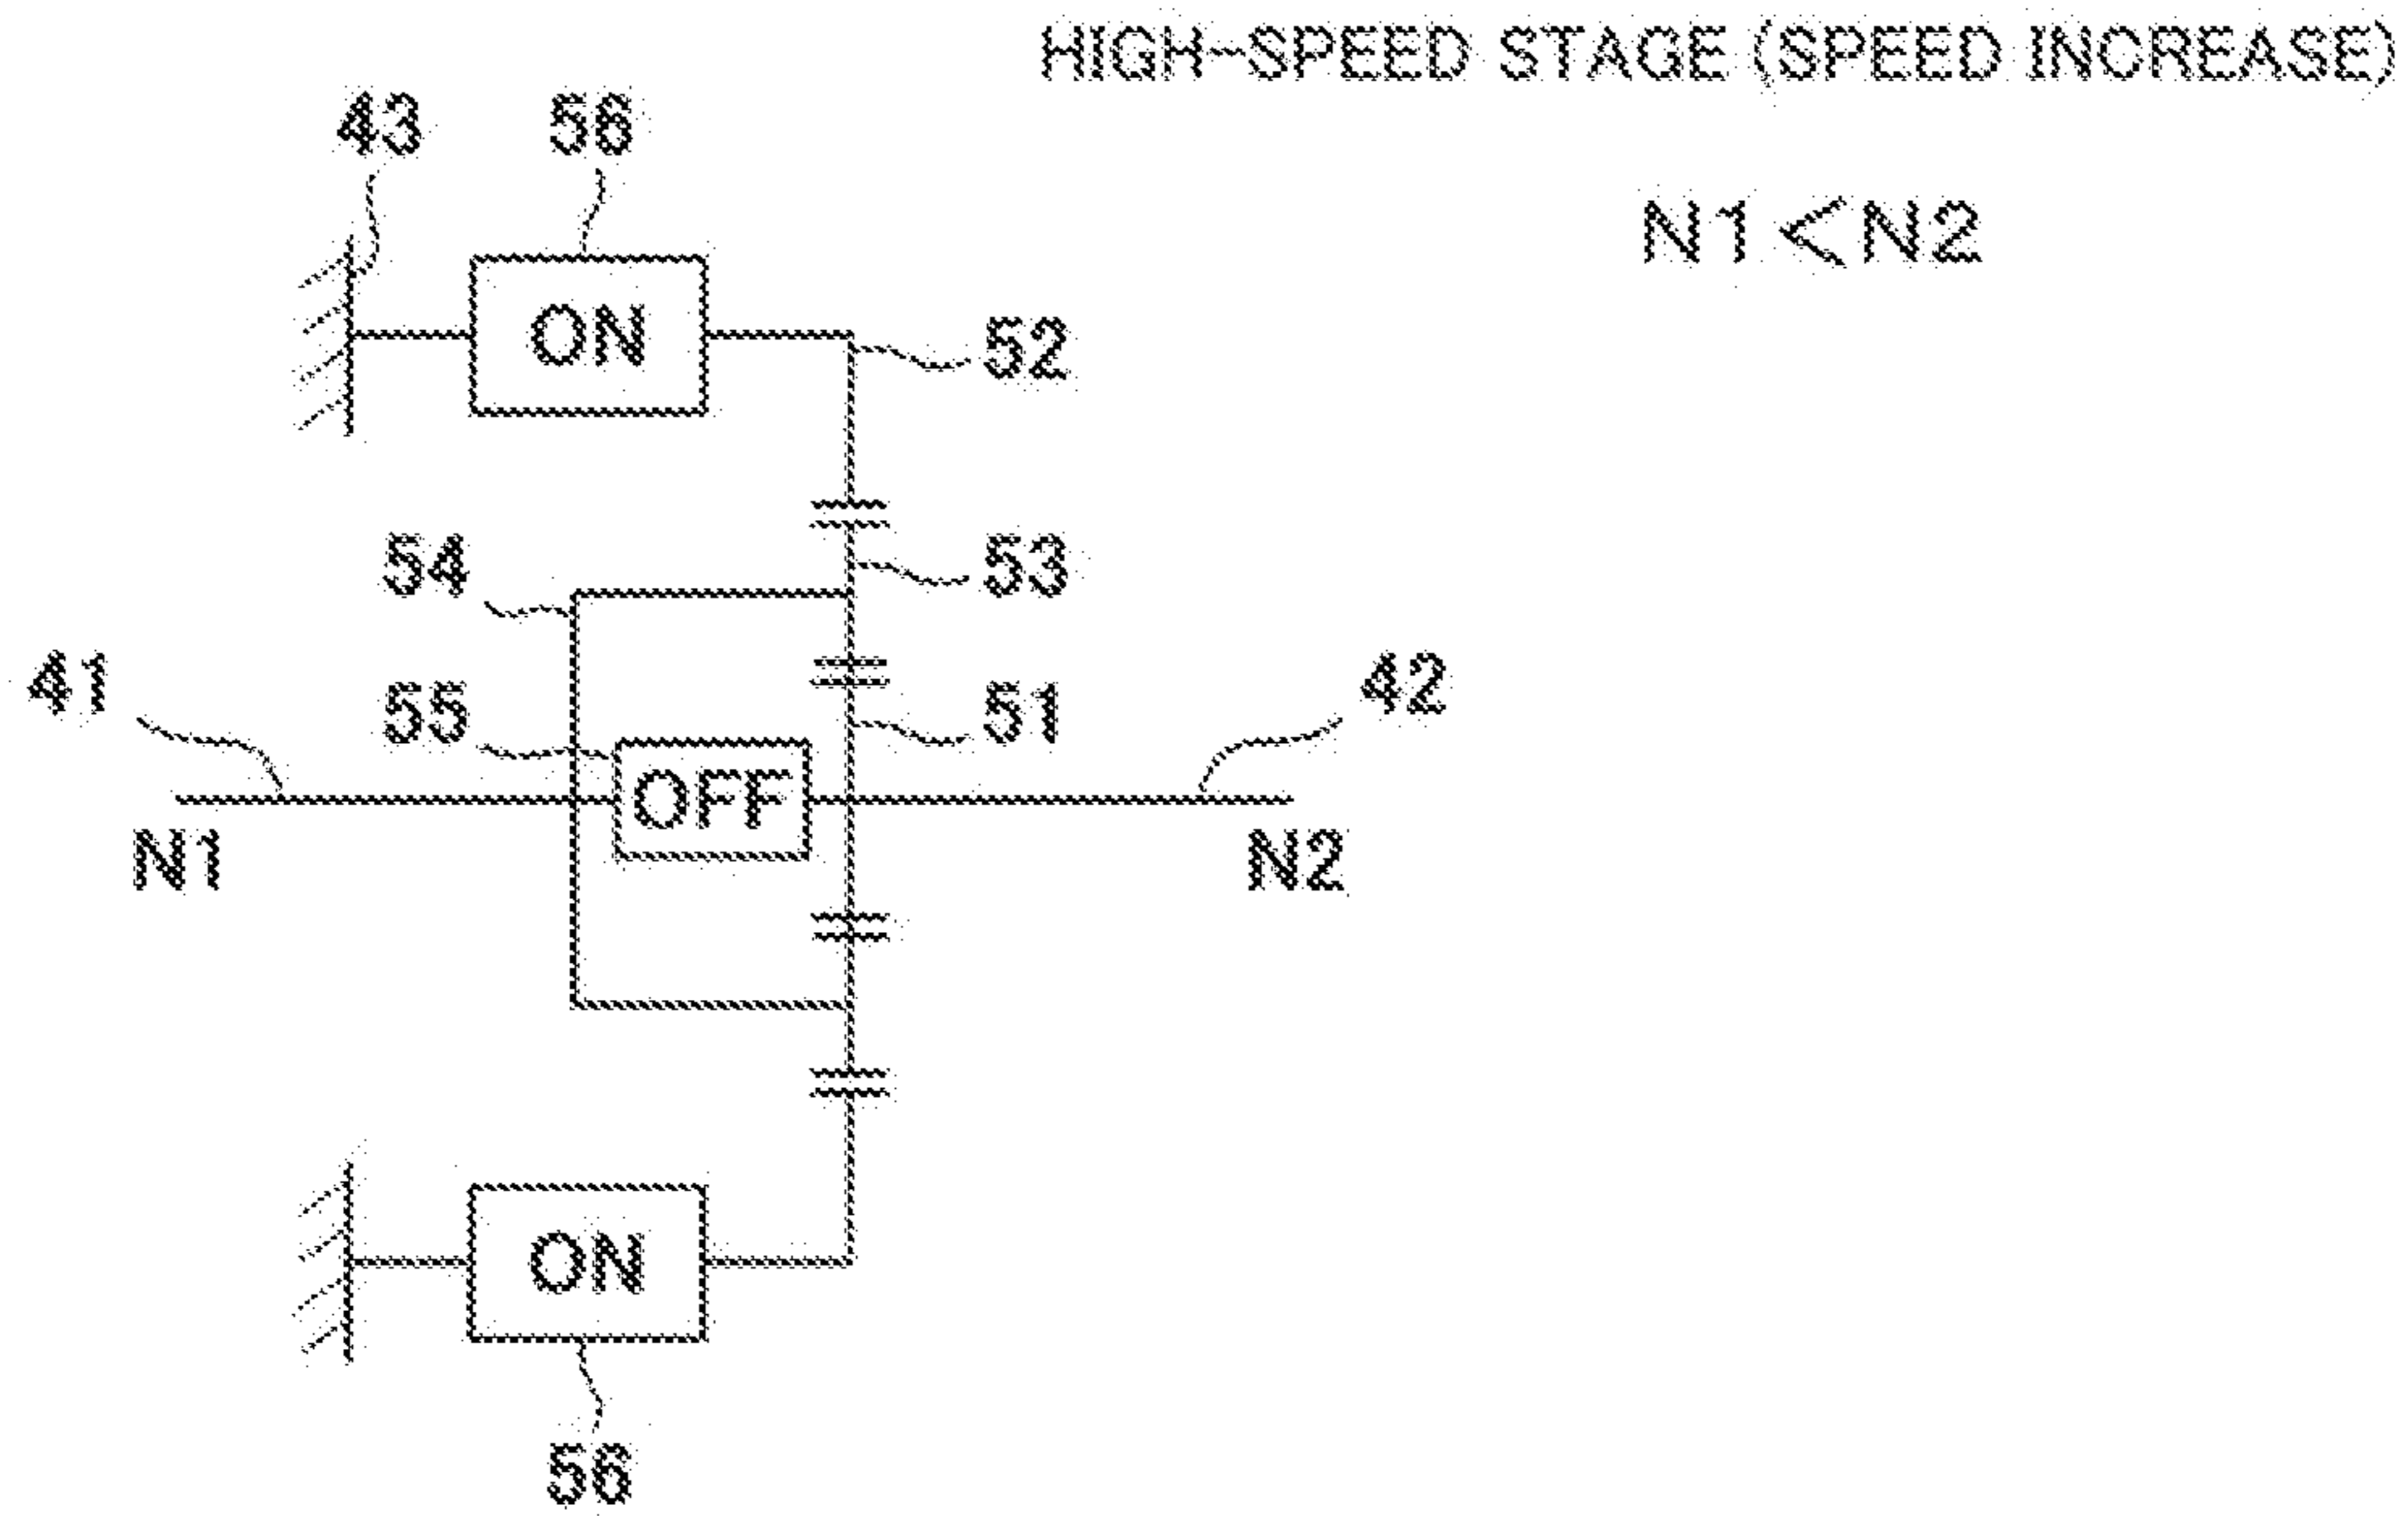 HIGH-SPEED STAGE (SPEED INCREASE)
N1<N2
43
56
ON
52
54
53
41
55
51
42
OFF
N1
N2
ON
56